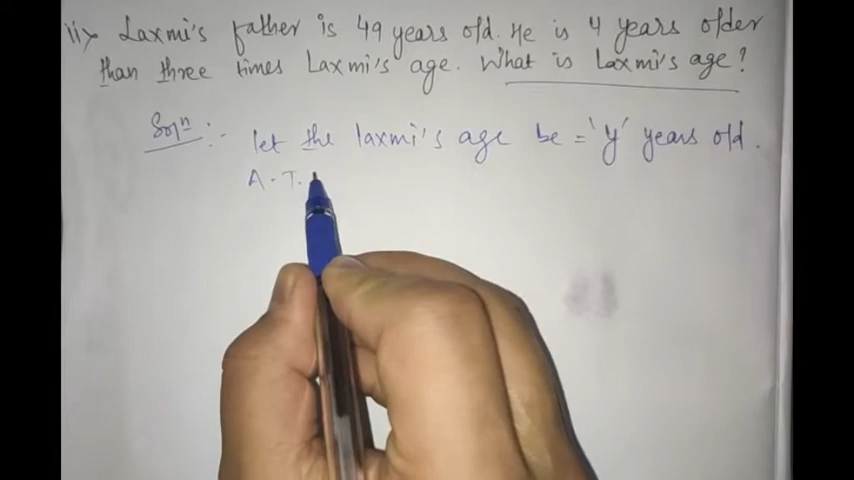 ii> Laxmi's father is 49 years old. He is 4 years older
than three times Laxmi's age. What is Laxmi's age?
Solⁿ :- let the laxmi's age be = 'y' years old.
A.T.